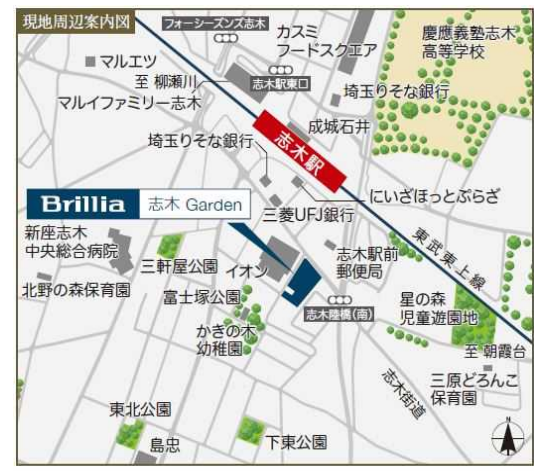 現地周辺案内図
フォーシーズンズ志木
カスミ
フードスクエア
慶應義塾志木
高等学校
マルエツ
至 柳瀬川
志木駅東口
マルイファミリー志木
埼玉りそな銀行
成城石井
埼玉りそな銀行
志木駅
にいざほっとぷらざ
Brillia 志木 Garden
三菱UFJ銀行
新座志木
中央総合病院
志木駅前
郵便局
東武東上線
三軒屋公園
イオン
北野の森保育園
富士塚公園
志木陸橋(南)
星の森
児童遊園地
かぎの木
幼稚園
至 朝霞台
志木街道
三原どろんこ
保育園
東北公園
島忠
下東公園
N